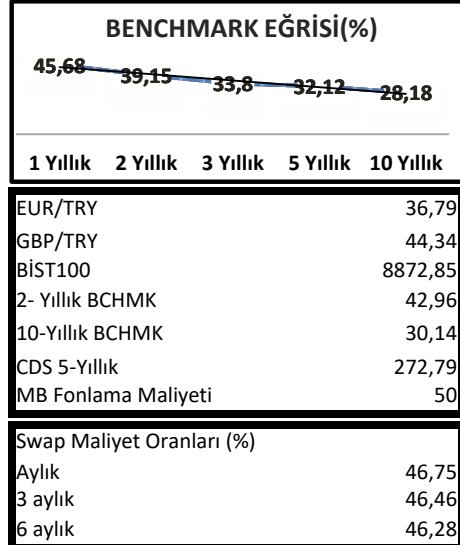 BENCHMARK EĞRİSİ(%)
45,68 39,15 33,8 32,12 28,18
1 Yıllık 2 Yıllık 3 Yıllık 5 Yıllık 10 Yıllık
EUR/TRY 36,79
GBP/TRY 44,34
BİST100 8872,85
2- Yıllık BCHMK 42,96
10-Yıllık BCHMK 30,14
CDS 5-Yıllık 272,79
MB Fonlama Maliyeti 50
Swap Maliyet Oranları (%)
Aylık 46,75
3 aylık 46,46
6 aylık 46,28